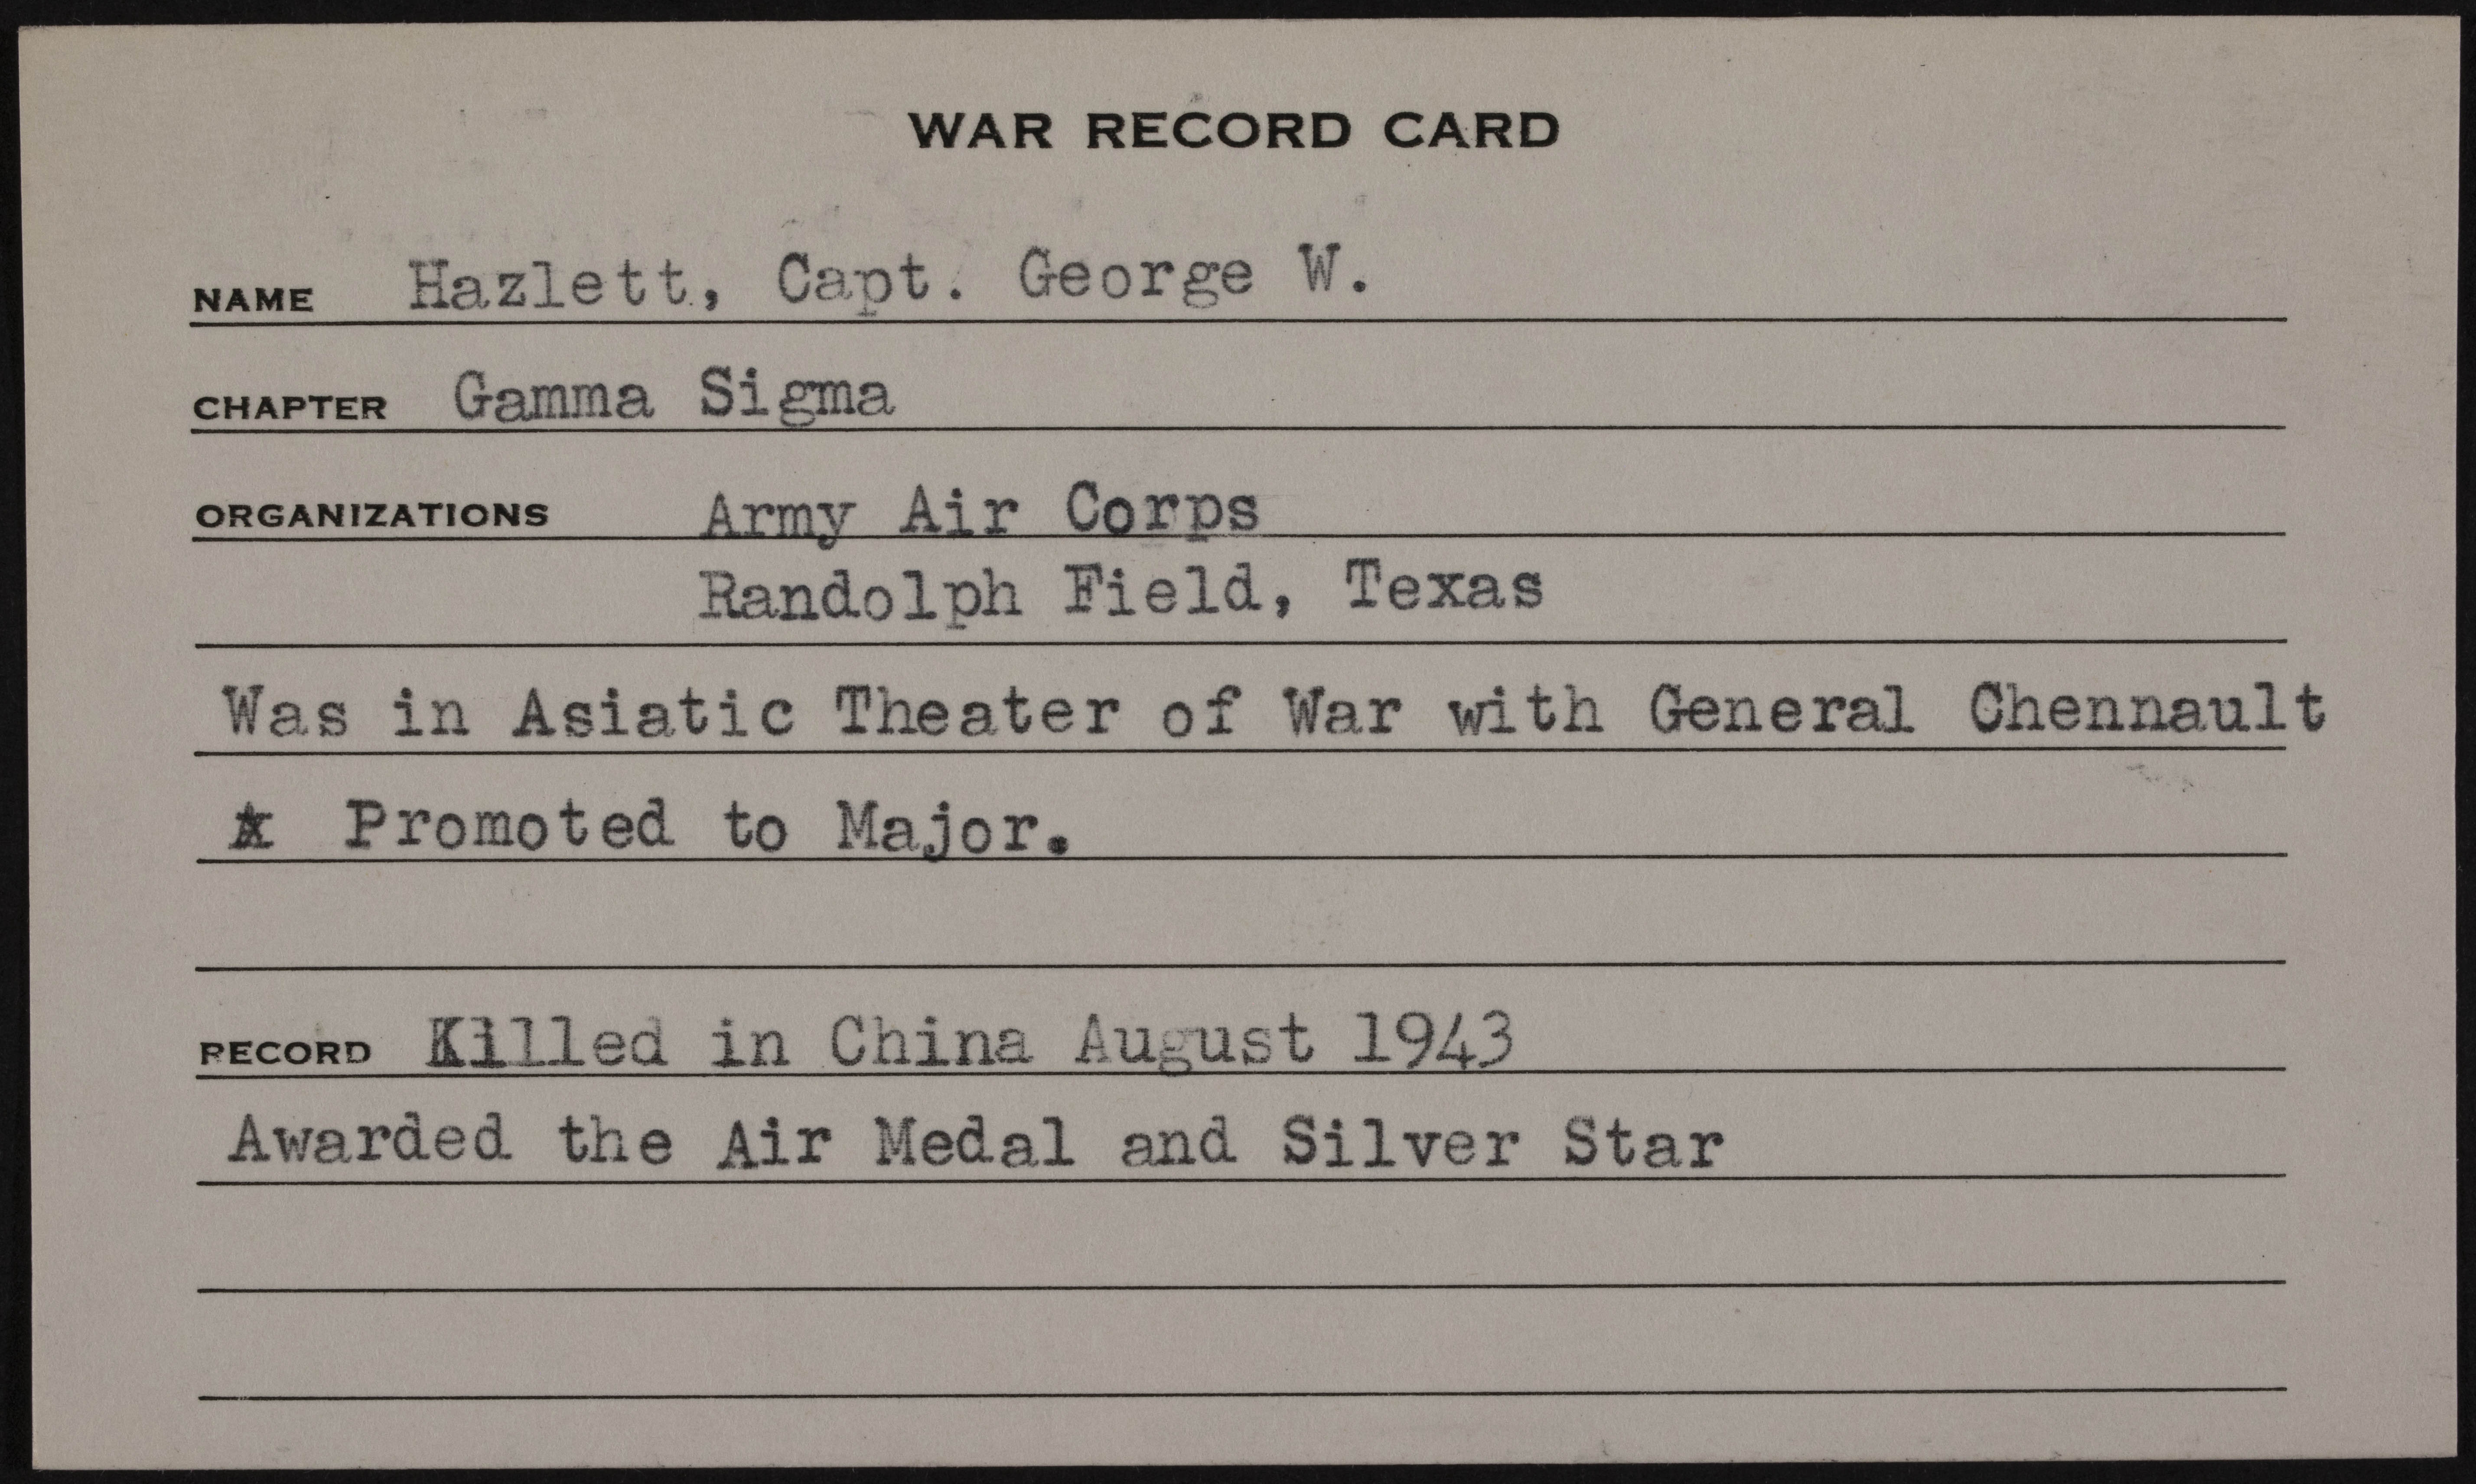 WAR RECORD CARD
NAME Hazlett, Capt. George W.
CHAPTER Gamma Sigma
ORGANIZATIONS Army Air Corps
Randolph Field, Texas
Was in Asiatic Theater of War with General Chennault
Promoted to Major.
RECORD Killed in China August 1943
Awarded the Air Medal and Silver Star